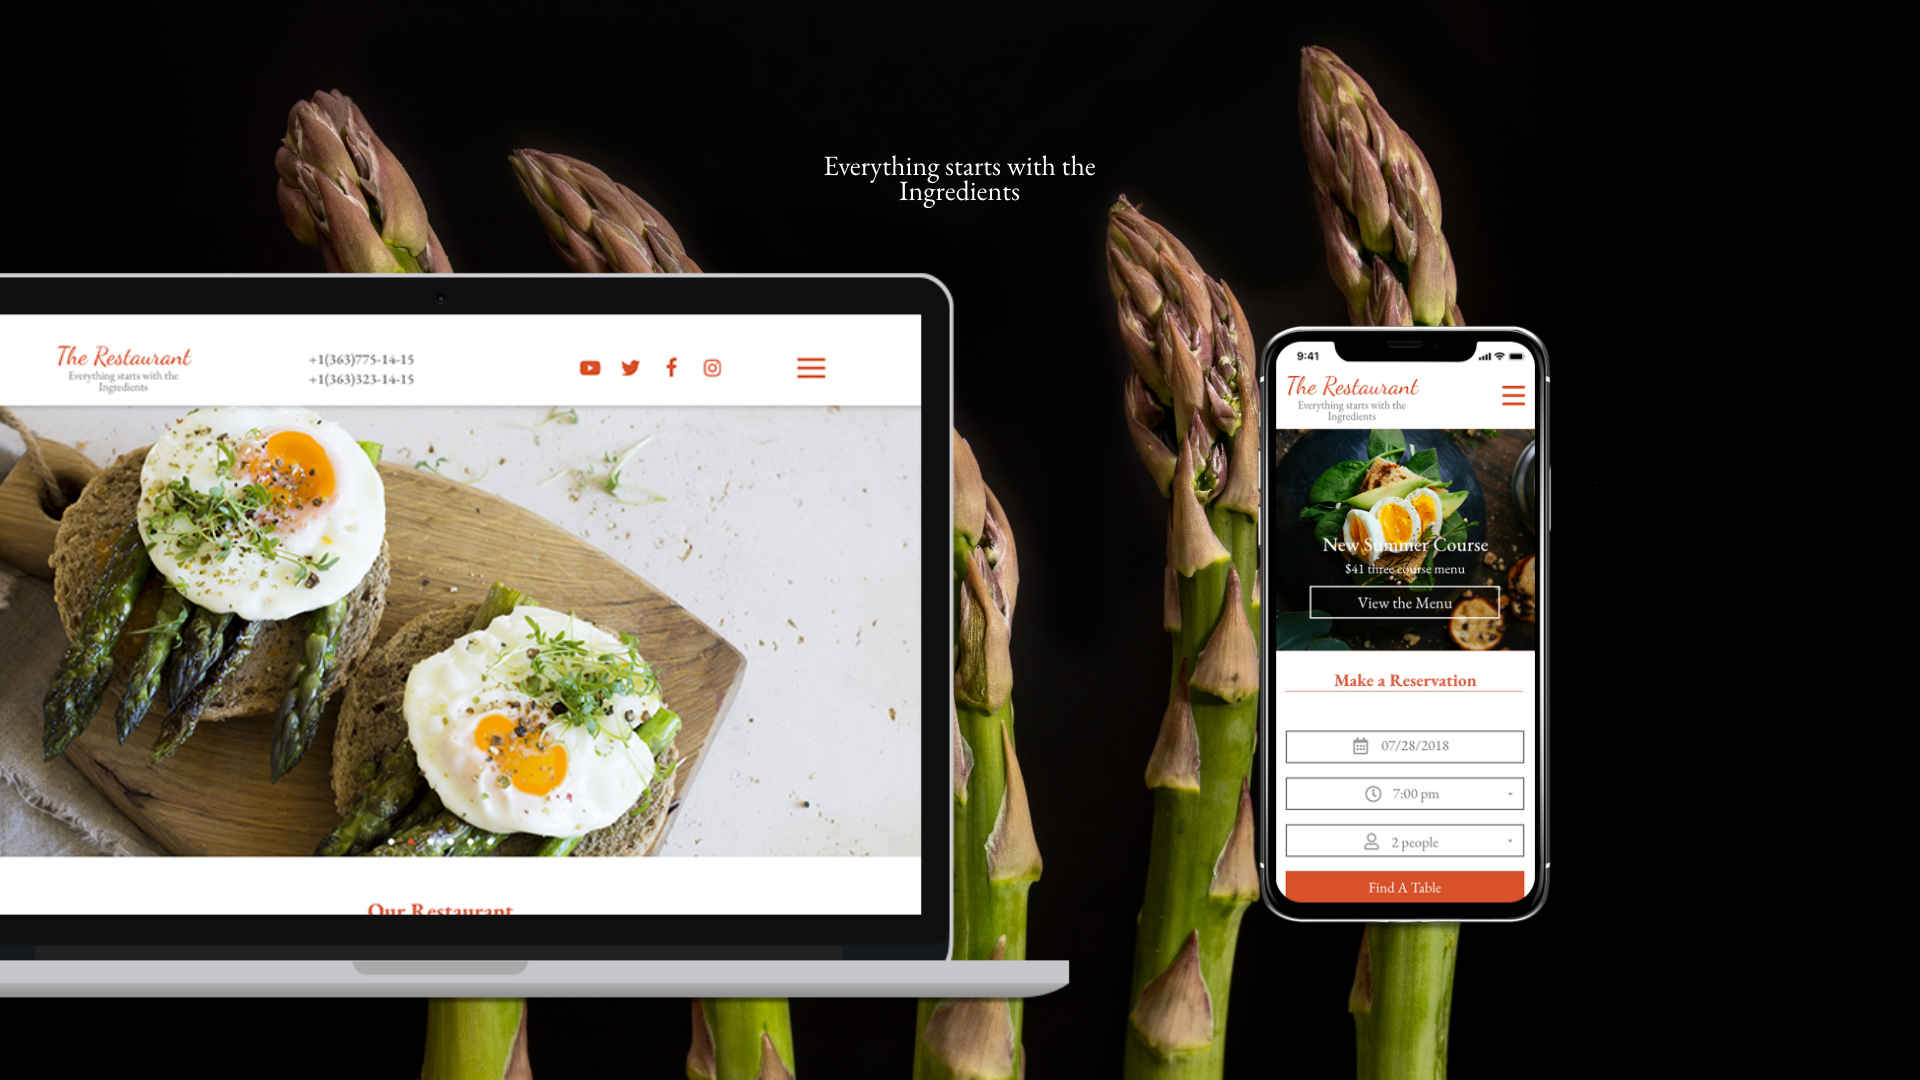 Everything starts with the
Ingredients
The Restaurant
Everything starts with the
Ingredients
+1(363)775-14-15
+1(363)323-14-15
Our Restaurant
9:41
The Restaurant
Everything starts with the
Ingredients
New Summer Course
$41 three course menu
View the Menu
Make a Reservation
07/28/2018
7:00 pm
2 people
Find A Table